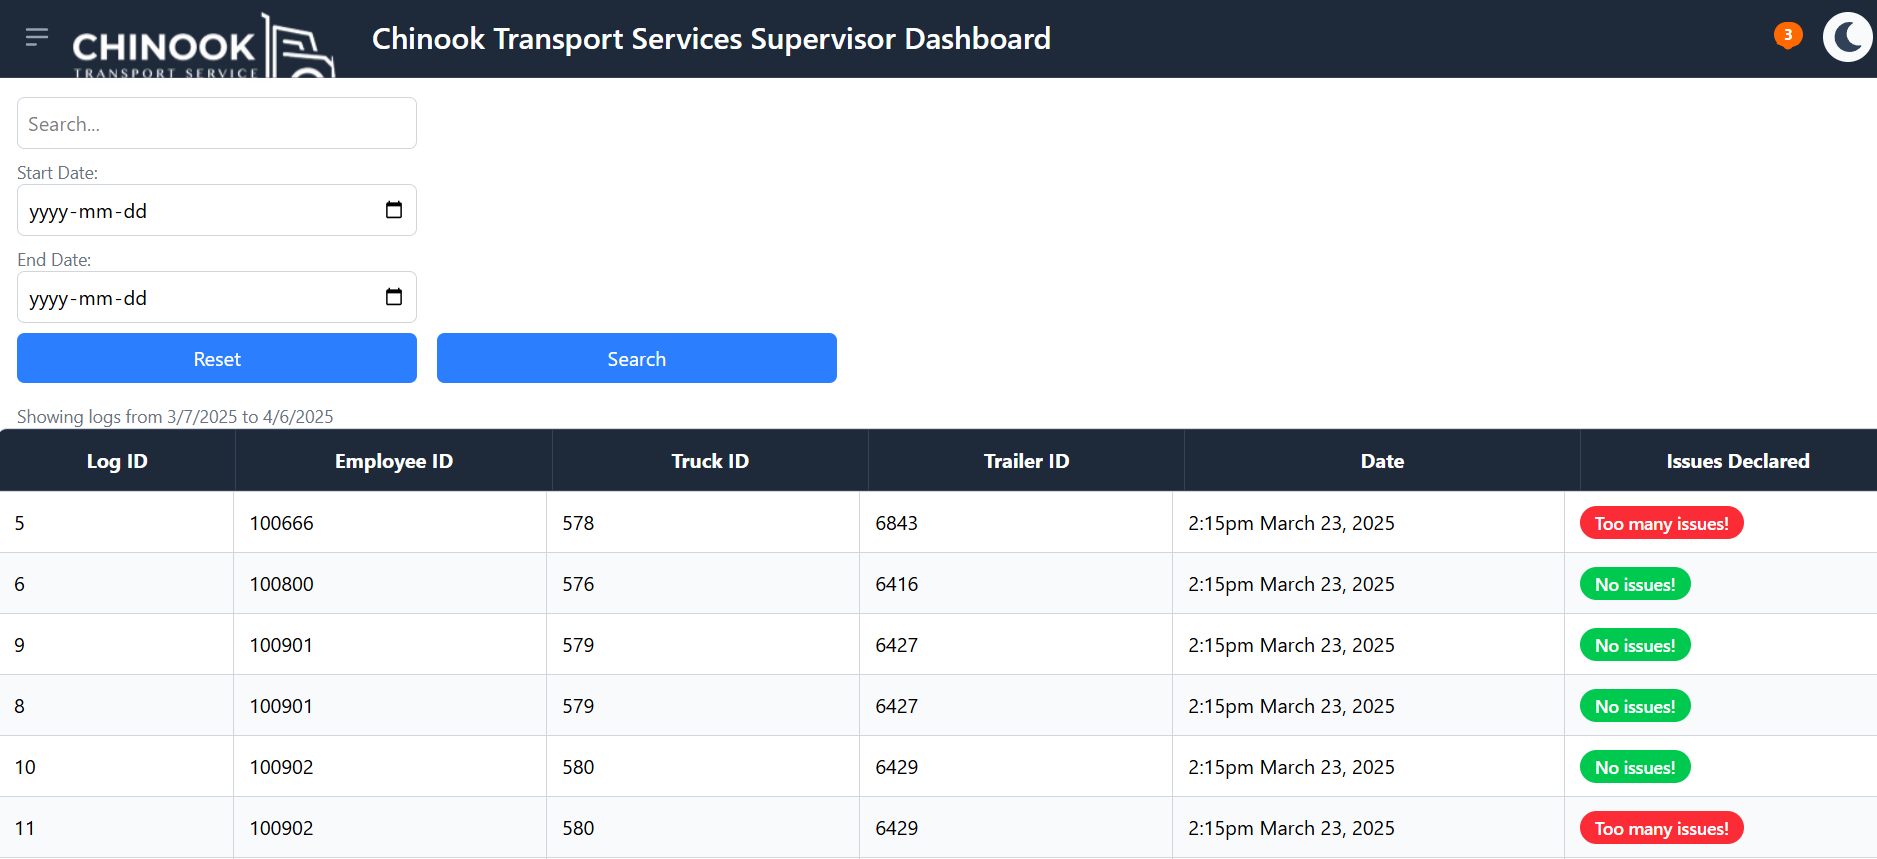 CHINOOK
TRANSPORT SERVICE
Chinook Transport Services Supervisor Dashboard
3
Search...
Start Date:
yyyy-mm-dd
End Date:
yyyy-mm-dd
Reset Search
Showing logs from 3/7/2025 to 4/6/2025
Log ID Employee ID Truck ID Trailer ID Date Issues Declared
5 100666 578 6843 2:15pm March 23, 2025 Too many issues!
6 100800 576 6416 2:15pm March 23, 2025 No issues!
9 100901 579 6427 2:15pm March 23, 2025 No issues!
8 100901 579 6427 2:15pm March 23, 2025 No issues!
10 100902 580 6429 2:15pm March 23, 2025 No issues!
11 100902 580 6429 2:15pm March 23, 2025 Too many issues!